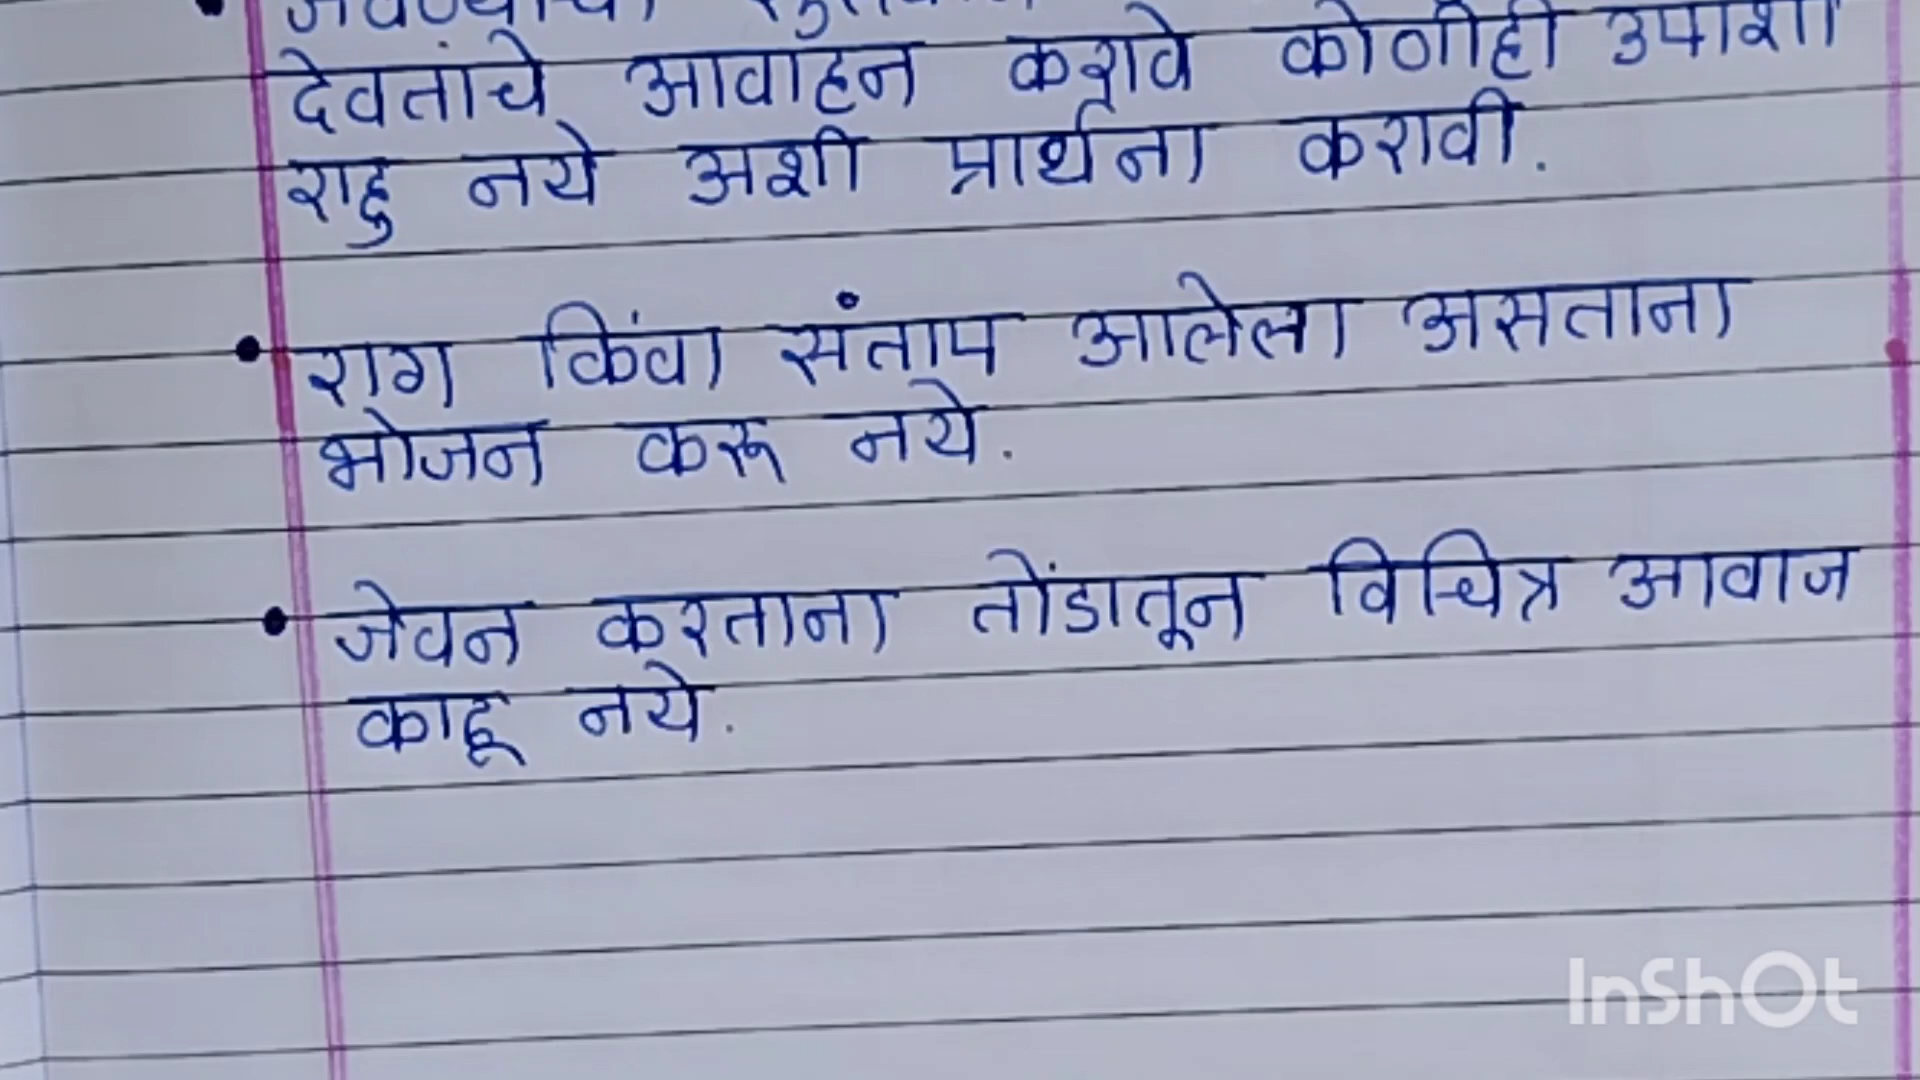 देवतांचे आवाहन करावे कोणीही उपाशी
राहु नये अशी प्रार्थना करावी.
• राग किंवा संताप आलेला असताना
भोजन करू नये.
• जेवन करताना तोंडातून विचित्र आवाज
काढू नये.
InShOt